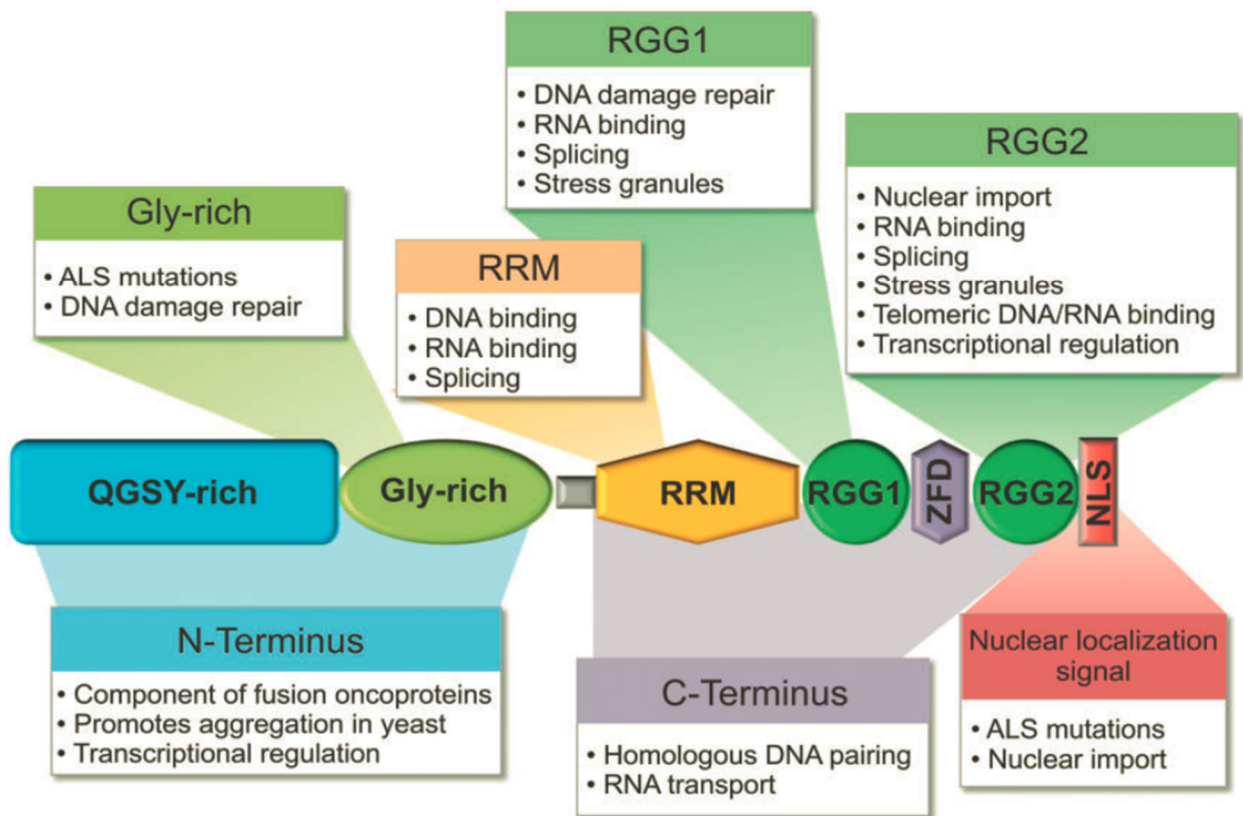 RGG1
• DNA damage repair
• RNA binding
• Splicing
• Stress granules
RGG2
• Nuclear import
• RNA binding
• Splicing
• Stress granules
• Telomeric DNA/RNA binding
• Transcriptional regulation
Gly-rich
• ALS mutations
• DNA damage repair
RRM
• DNA binding
• RNA binding
• Splicing
QGSY-rich
Gly-rich
RRM
RGG1
ZFD
RGG2
NLS
N-Terminus
• Component of fusion oncoproteins
• Promotes aggregation in yeast
• Transcriptional regulation
C-Terminus
• Homologous DNA pairing
• RNA transport
Nuclear localization
signal
• ALS mutations
• Nuclear import